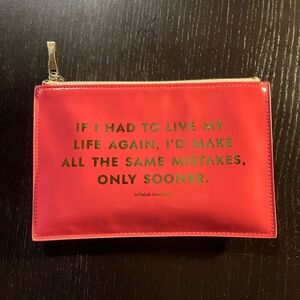 IF I HAD TO LIVE MY
LIFE AGAIN, I'D MAKE
ALL THE SAME MISTAKES,
ONLY SOONER.